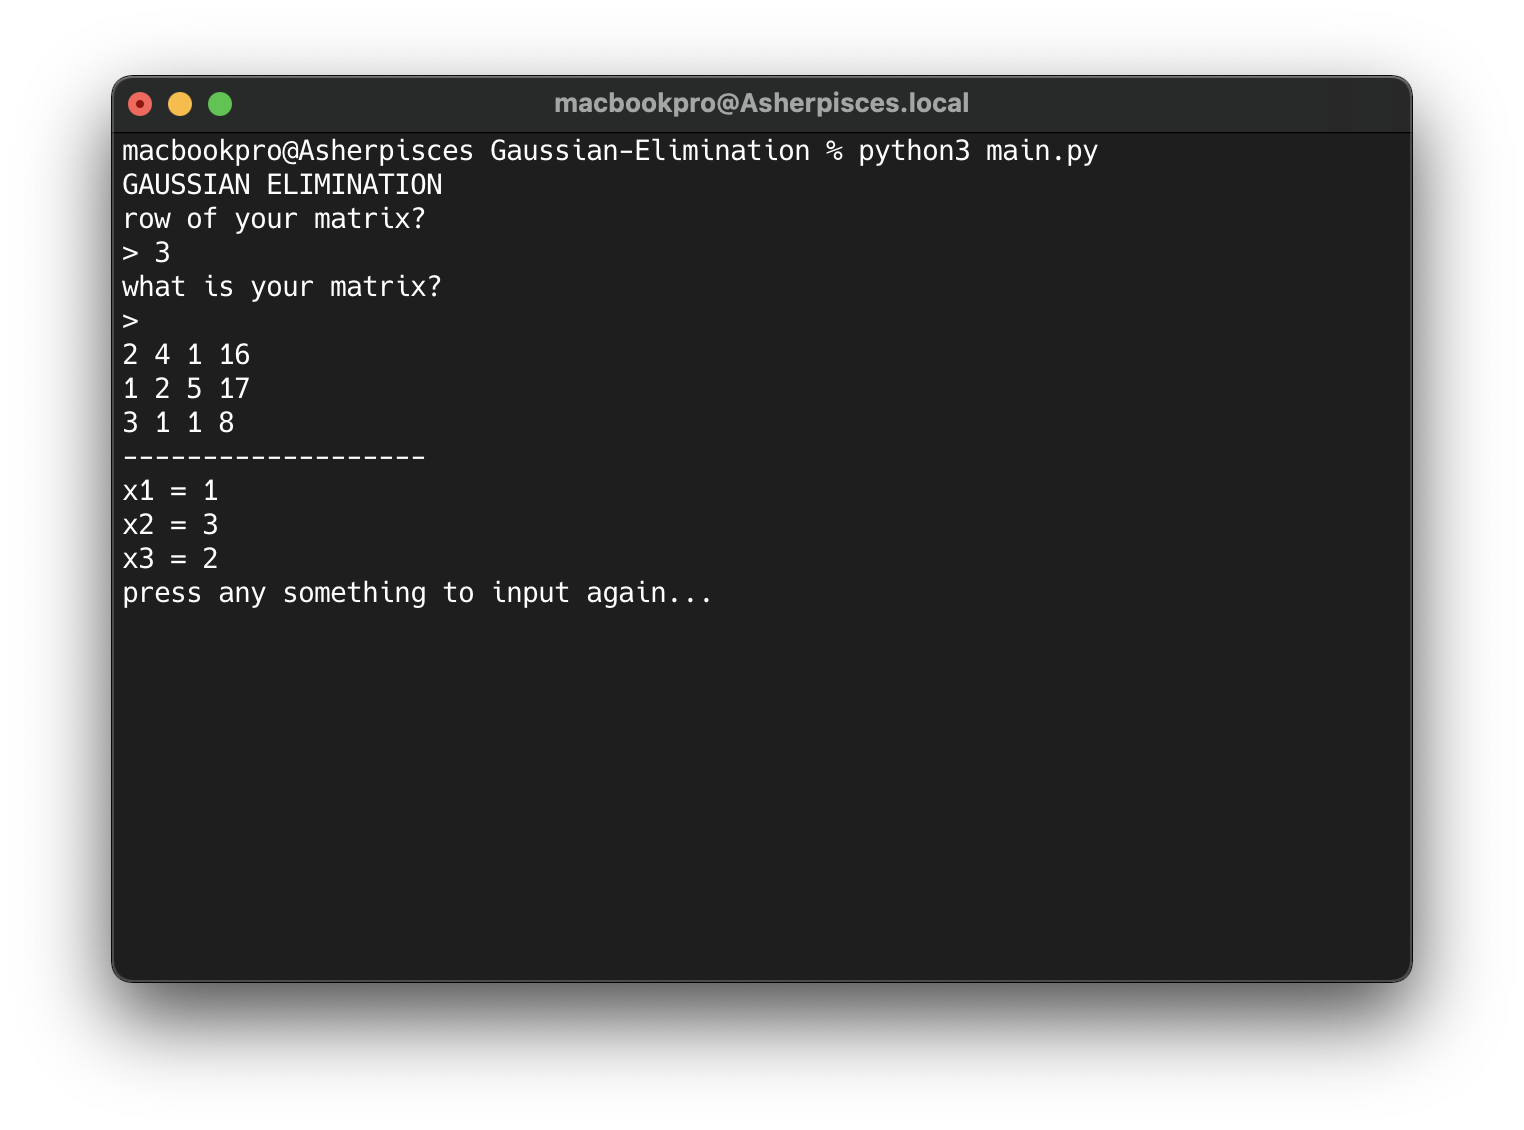 macbookpro@Asherpisces.local
macbookpro@Asherpisces Gaussian-Elimination % python3 main.py
GAUSSIAN ELIMINATION
row of your matrix?
> 3
what is your matrix?
>
2 4 1 16
1 2 5 17
3 1 1 8
-------------------
x1 = 1
x2 = 3
x3 = 2
press any something to input again...